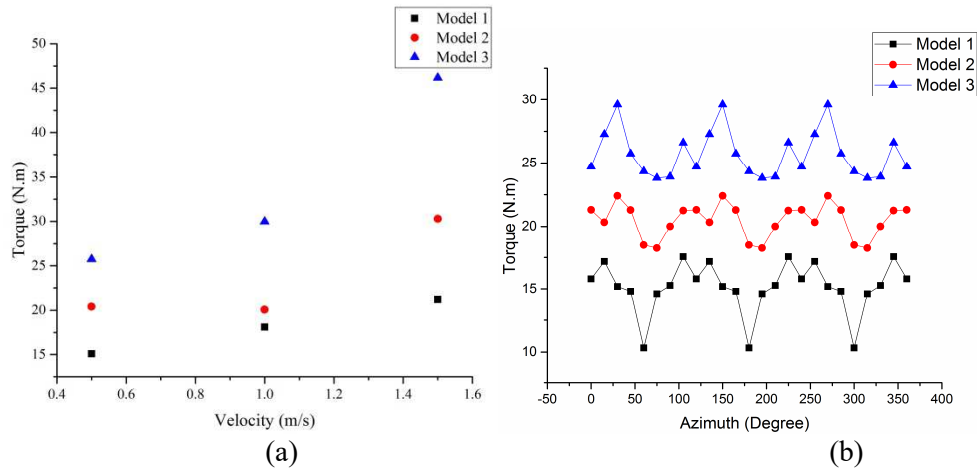 Model 1
Model 2
Model 3
50
45
40
35
30
25
20
15
Torque (N.m)
0.4 0.6 0.8 1.0 1.2 1.4 1.6
Velocity (m/s)
(a)
Model 1
Model 2
Model 3
30
25
20
15
10
Torque (N.m)
-50 0 50 100 150 200 250 300 350 400
Azimuth (Degree)
(b)